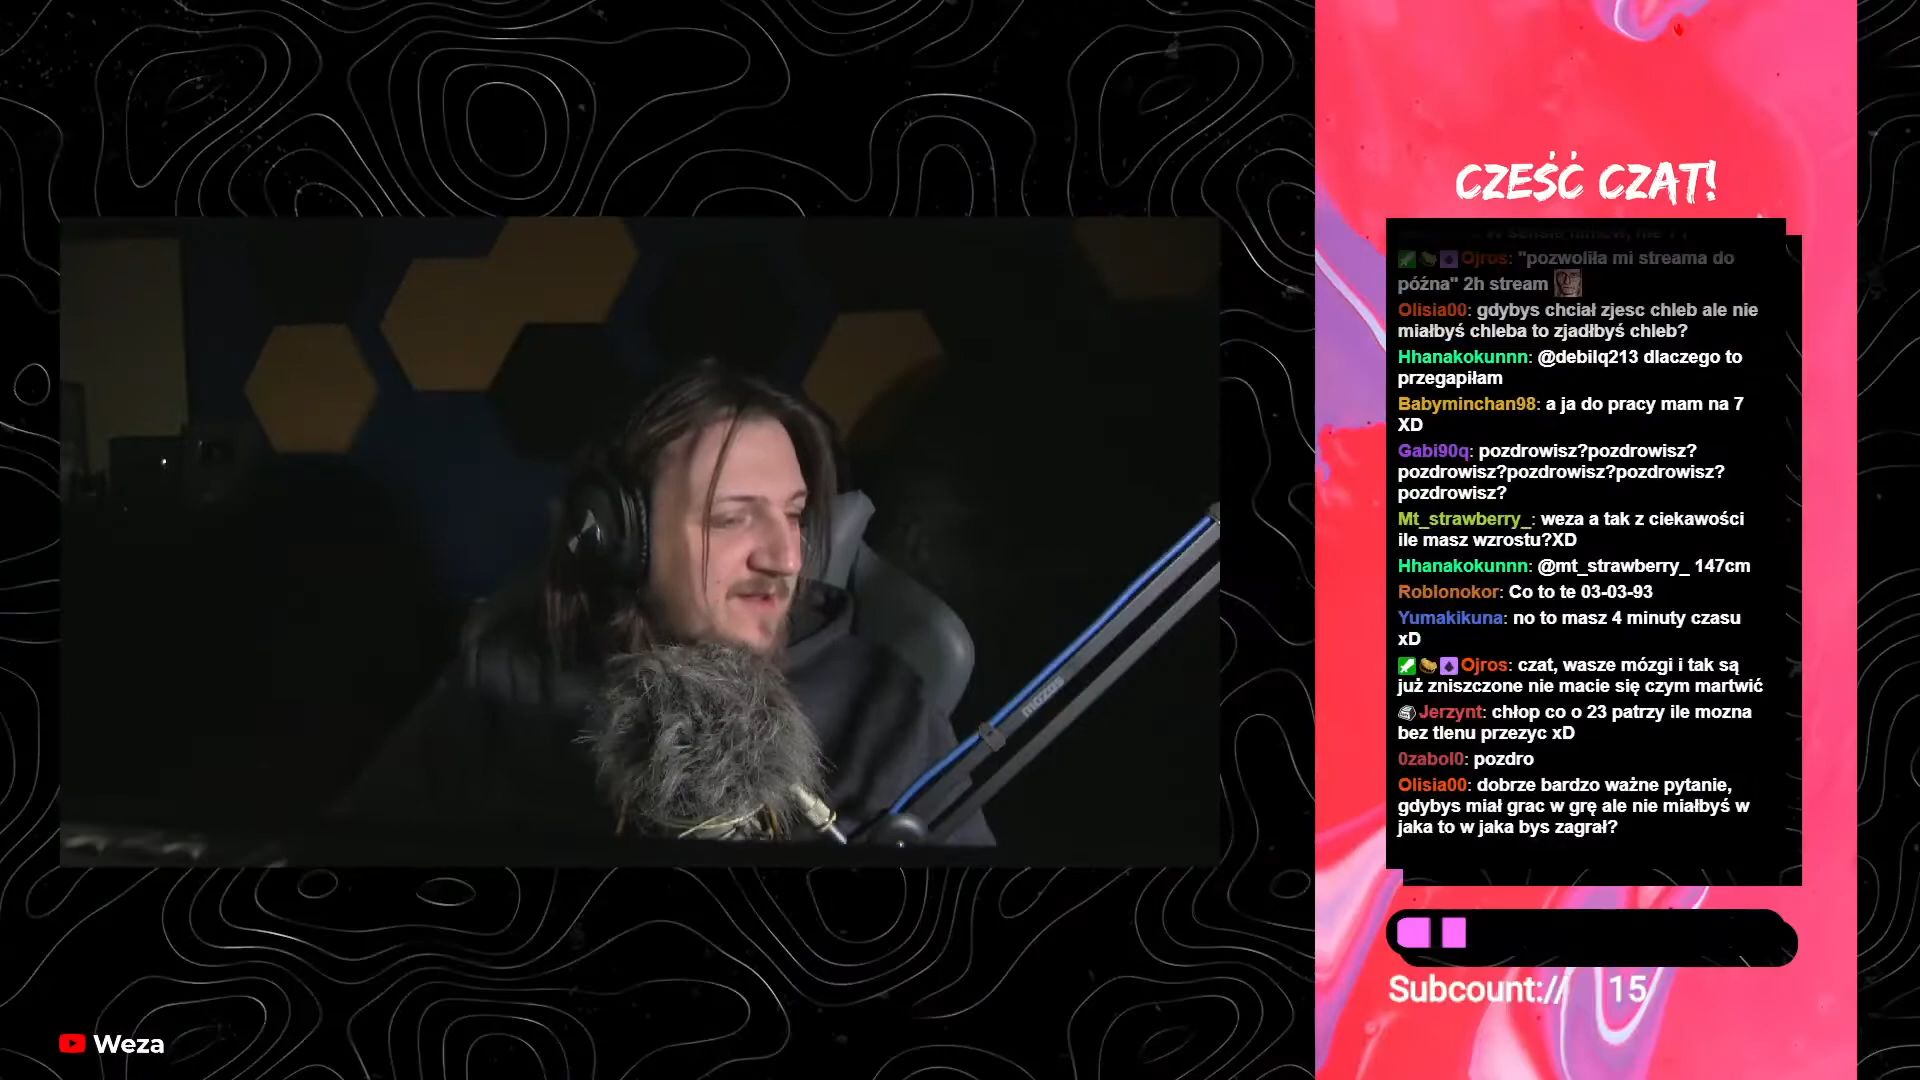 CZEŚĆ CZAT!
Ojros: "pozwoliła mi streama do
późna" 2h stream
Olisia00: gdybys chciał zjesc chleb ale nie
miałbyś chleba to zjadłbyś chleb?
Hhanakokunnn: @debilq213 dlaczego to
przegapiłam
Babyminchan98: a ja do pracy mam na 7
XD
Gabi90q: pozdrowisz?pozdrowisz?
pozdrowisz?pozdrowisz?pozdrowisz?
pozdrowisz?
Mt_strawberry_: weza a tak z ciekawości
ile masz wzrostu?XD
Hhanakokunnn: @mt_strawberry_ 147cm
Roblonokor: Co to te 03-03-93
Yumakikuna: no to masz 4 minuty czasu
xD
Ojros: czat, wasze mózgi i tak są
już zniszczone nie macie się czym martwić
Jerzynt: chłop co o 23 patrzy ile mozna
bez tlenu przezyc xD
0zabol0: pozdro
Olisia00: dobrze bardzo ważne pytanie,
gdybys miał grac w grę ale nie miałbyś w
jaka to w jaka bys zagrał?
Subcount:// 15
mozos
Weza